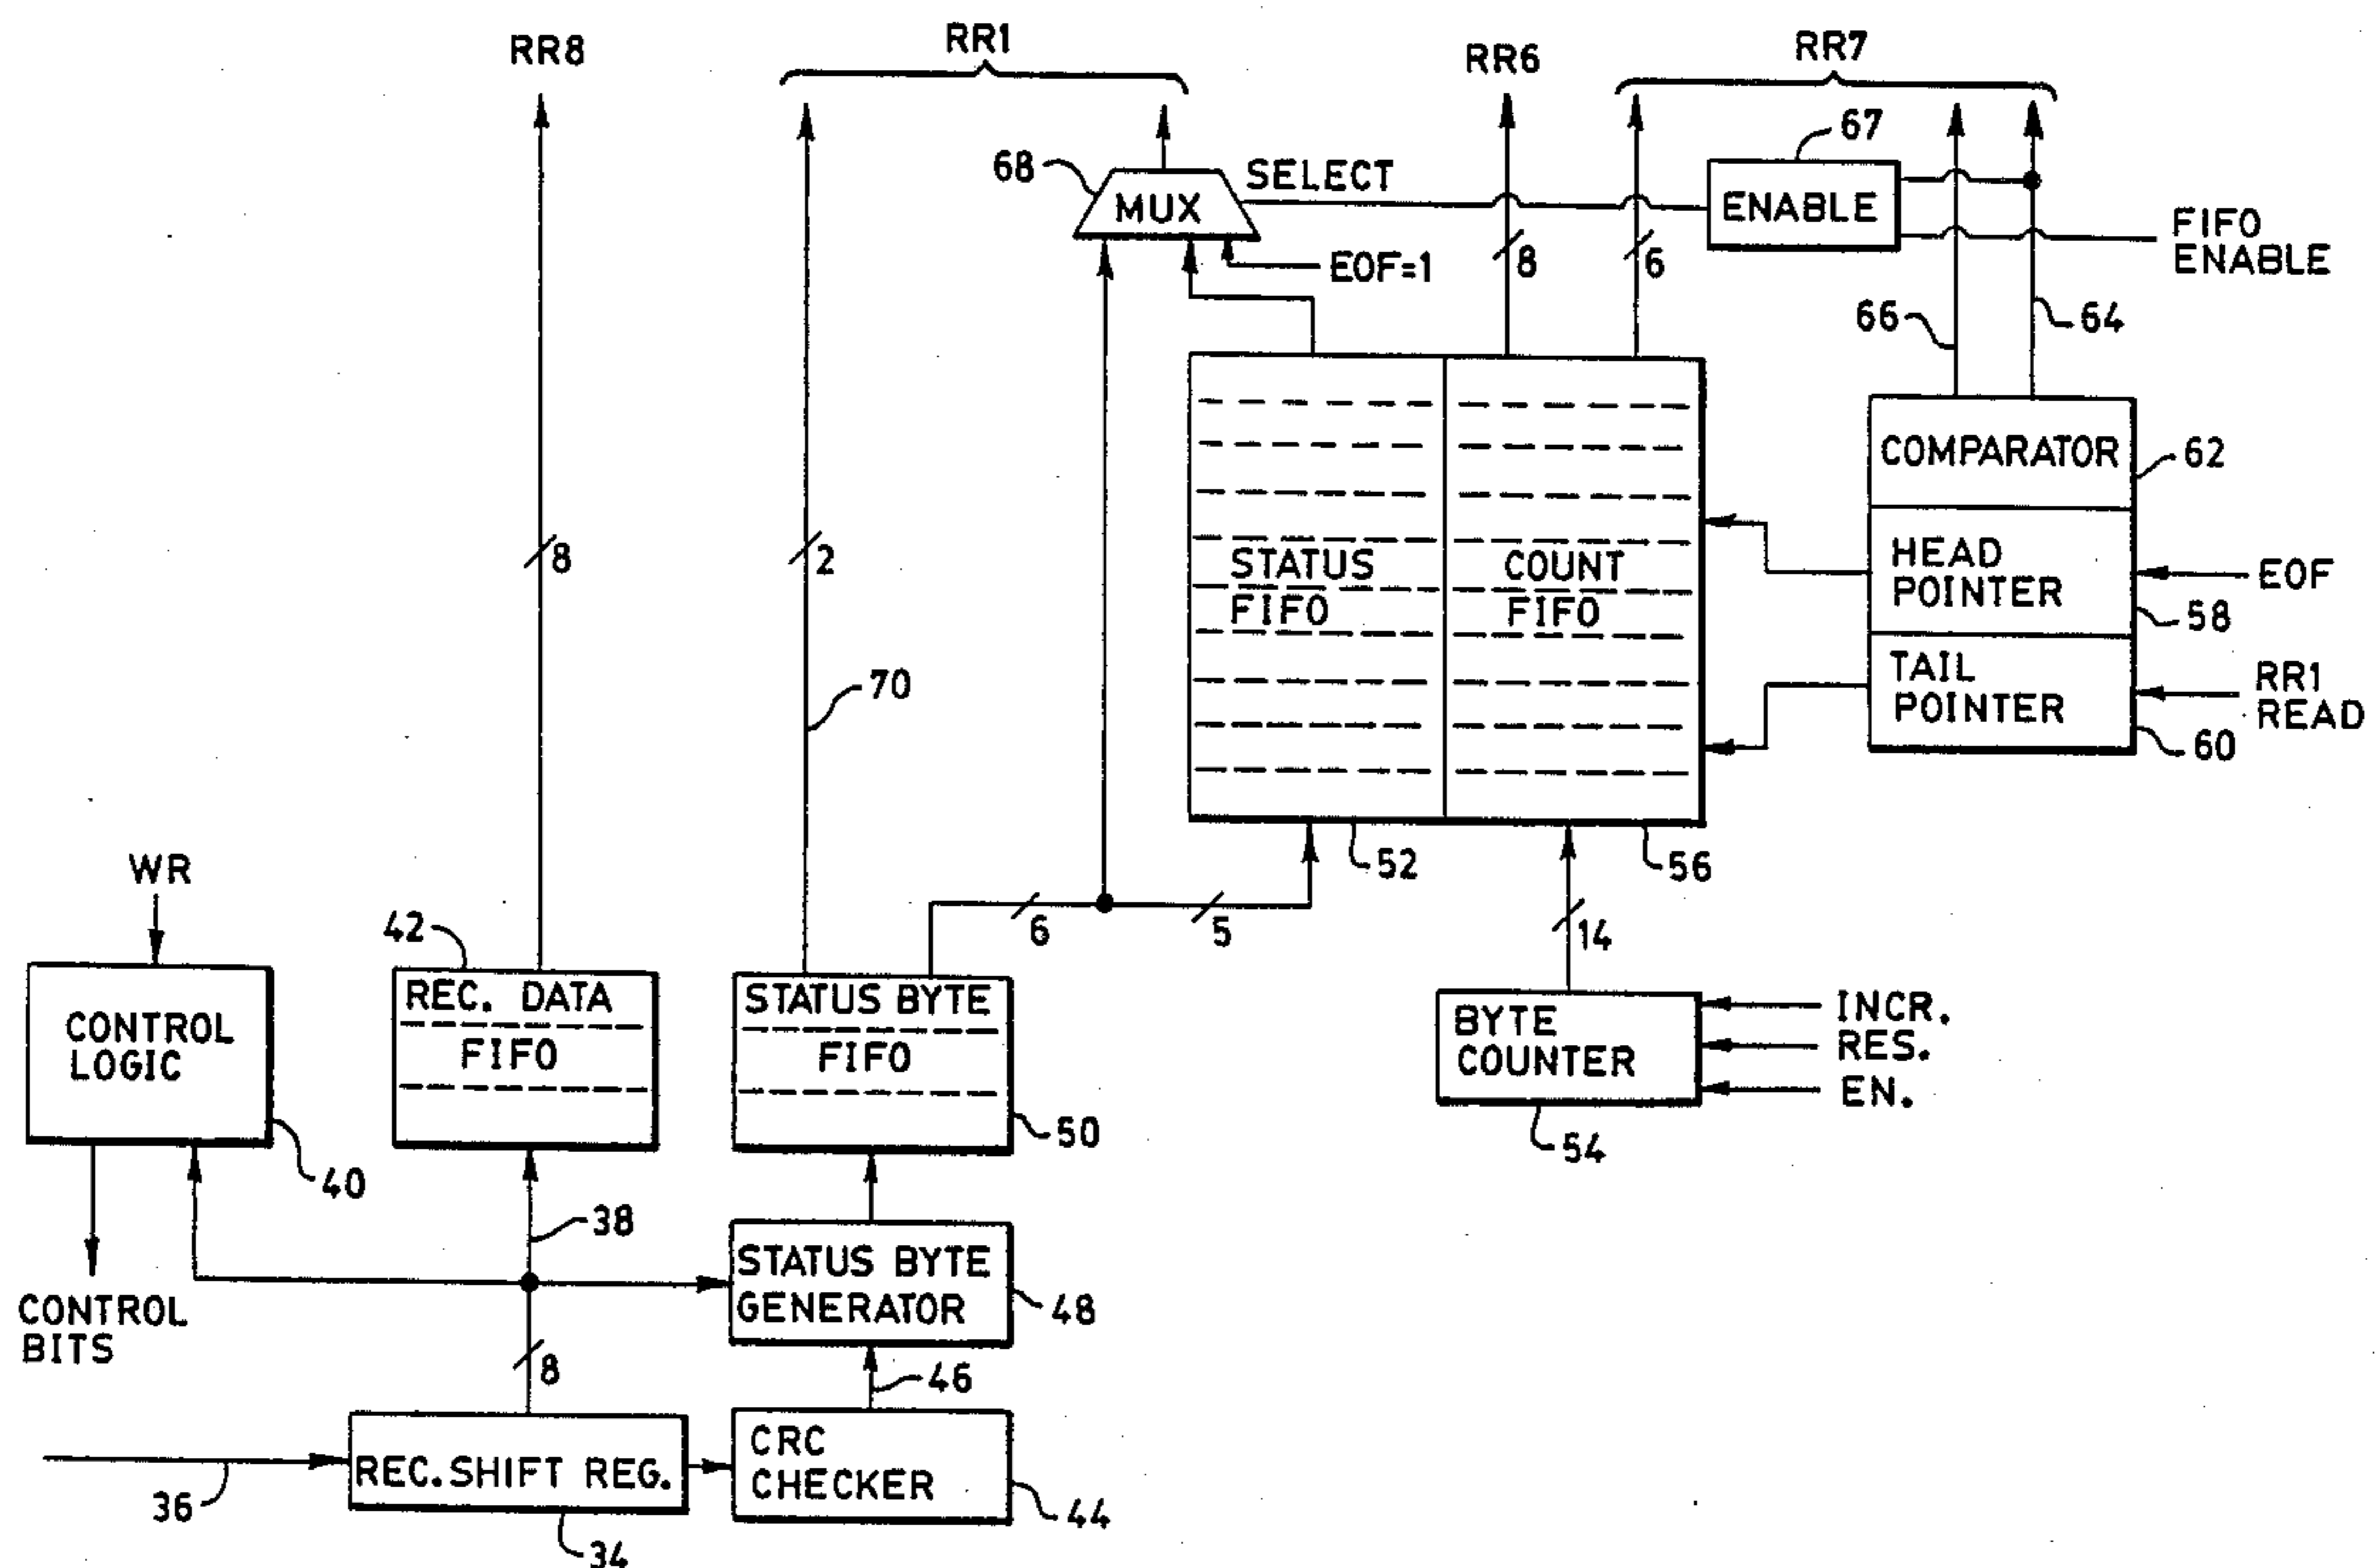 RR8
RR1
RR6
RR7
67
68
MUX
SELECT
ENABLE
FIFO
ENABLE
EOF=1
8
6
66
64
COMPARATOR
62
8
2
STATUS
FIFO
COUNT
FIFO
HEAD
POINTER
EOF
58
TAIL
POINTER
RR1
READ
60
70
WR
52
56
42
6
5
14
CONTROL
LOGIC
REC. DATA
FIFO
STATUS BYTE
FIFO
BYTE
COUNTER
INCR.
RES.
EN.
50
54
40
38
STATUS BYTE
GENERATOR
48
CONTROL
BITS
8
46
REC. SHIFT REG.
CRC
CHECKER
36
44
34